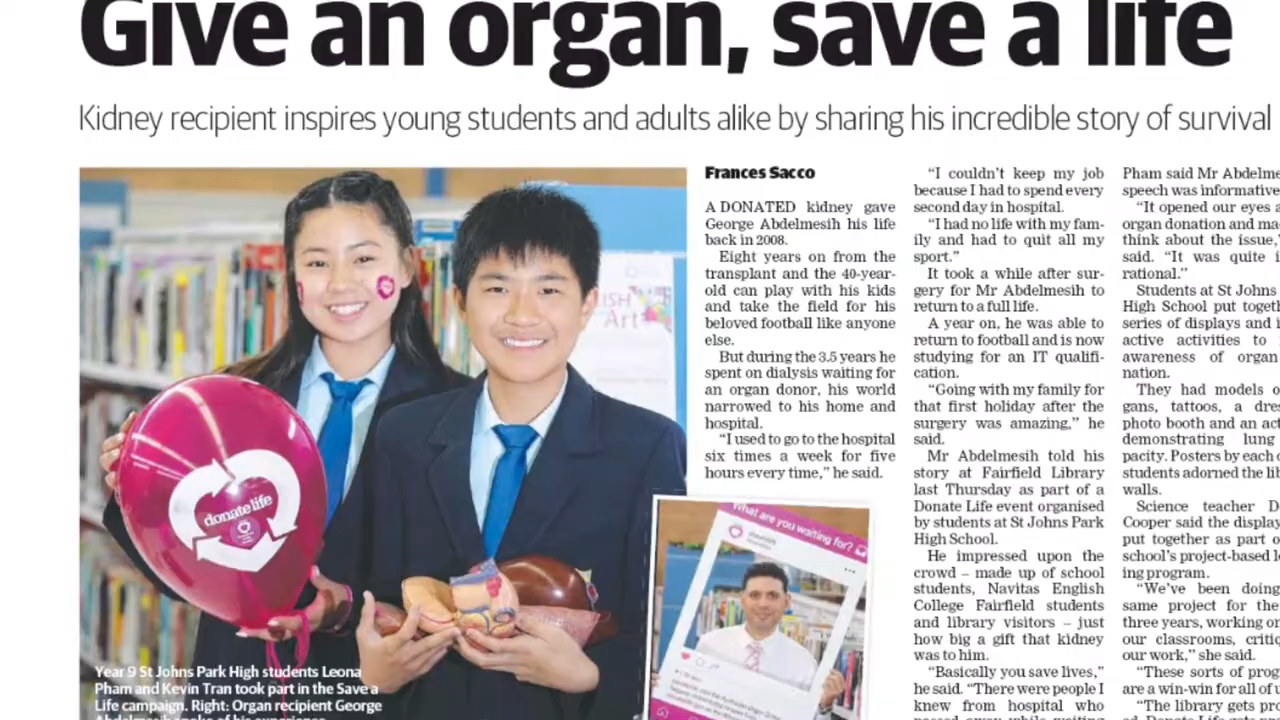 Give an organ, save a life
Kidney recipient inspires young students and adults alike by sharing his incredible story of survival
donate life
Year 9 St Johns Park High students Leona
Pham and Kevin Tran took part in the Save a
Life campaign. Right: Organ recipient George
What are you waiting for?
Frances Sacco
A DONATED kidney gave
George Abdelmesih his life
back in 2008.
Eight years on from the
transplant and the 40-year-
old can play with his kids
and take the field for his
beloved football like anyone
else.
But during the 3.5 years he
spent on dialysis waiting for
an organ donor, his world
narrowed to his home and
hospital.
“I used to go to the hospital
six times a week for five
hours every time,” he said.
“I couldn’t keep my job
because I had to spend every
second day in hospital.
“I had no life with my fam-
ily and had to quit all my
sport.”
It took a while after sur-
gery for Mr Abdelmesih to
return to a full life.
A year on, he was able to
return to football and is now
studying for an IT qualifi-
cation.
“Going with my family for
that first holiday after the
surgery was amazing,” he
said.
Mr Abdelmesih told his
story at Fairfield Library
last Thursday as part of a
Donate Life event organised
by students at St Johns Park
High School.
He impressed upon the
crowd – made up of school
students, Navitas English
College Fairfield students
and library visitors – just
how big a gift that kidney
was to him.
“Basically you save lives,”
he said. “There were people I
knew from hospital who
Pham said Mr Abdelme
speech was informative
“It opened our eyes a
organ donation and ma
think about the issue,
said. “It was quite i
rational.”
Students at St Johns
High School put togeth
series of displays and i
active activities to
awareness of organ
nation.
They had models o
gans, tattoos, a dres
photo booth and an act
demonstrating lung
pacity. Posters by each
students adorned the lib
walls.
Science teacher D
Cooper said the display
put together as part o
school’s project-based l
ing program.
“We’ve been doing
same project for the
three years, working on
our classrooms, critic
our work,” she said.
“These sorts of prog
are a win-win for all of u
“The library gets pro